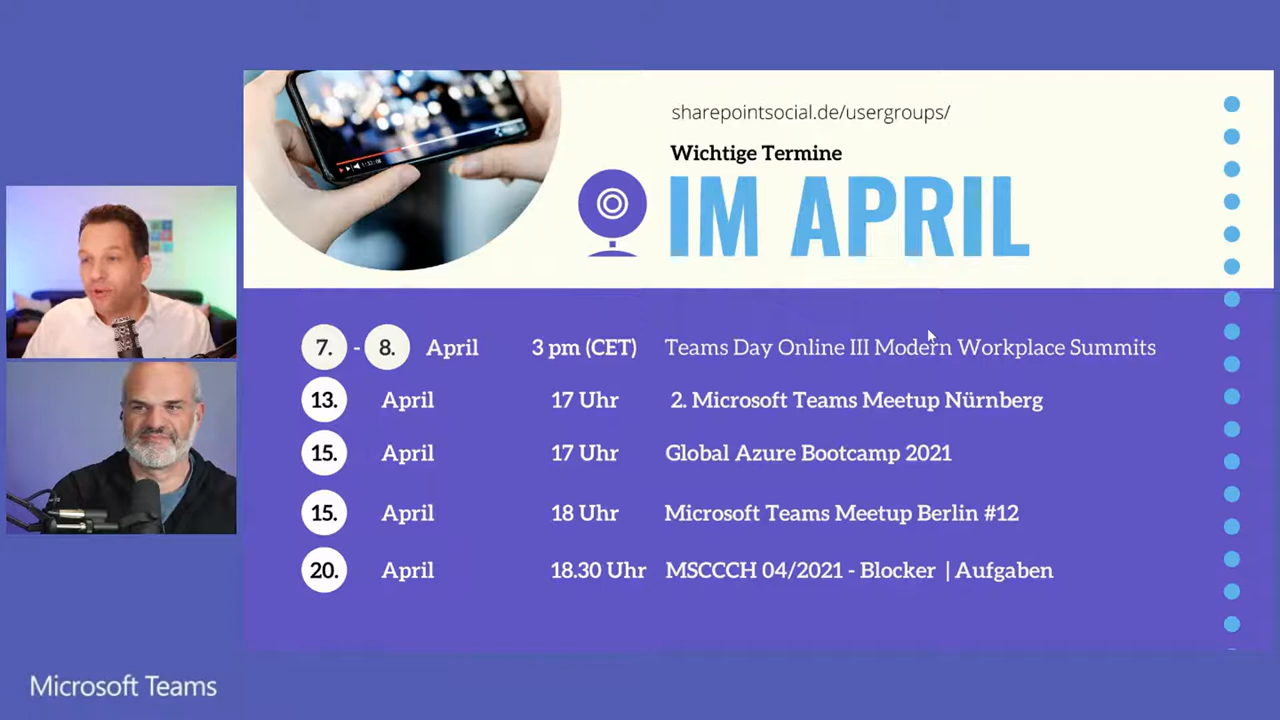 sharepointsocial.de/usergroups/
Wichtige Termine
IM APRIL
7. - 8. April 3 pm (CET) Teams Day Online III Modern Workplace Summits
13. April 17 Uhr 2. Microsoft Teams Meetup Nürnberg
15. April 17 Uhr Global Azure Bootcamp 2021
15. April 18 Uhr Microsoft Teams Meetup Berlin #12
20. April 18.30 Uhr MSCCCH 04/2021 - Blocker | Aufgaben
Microsoft Teams